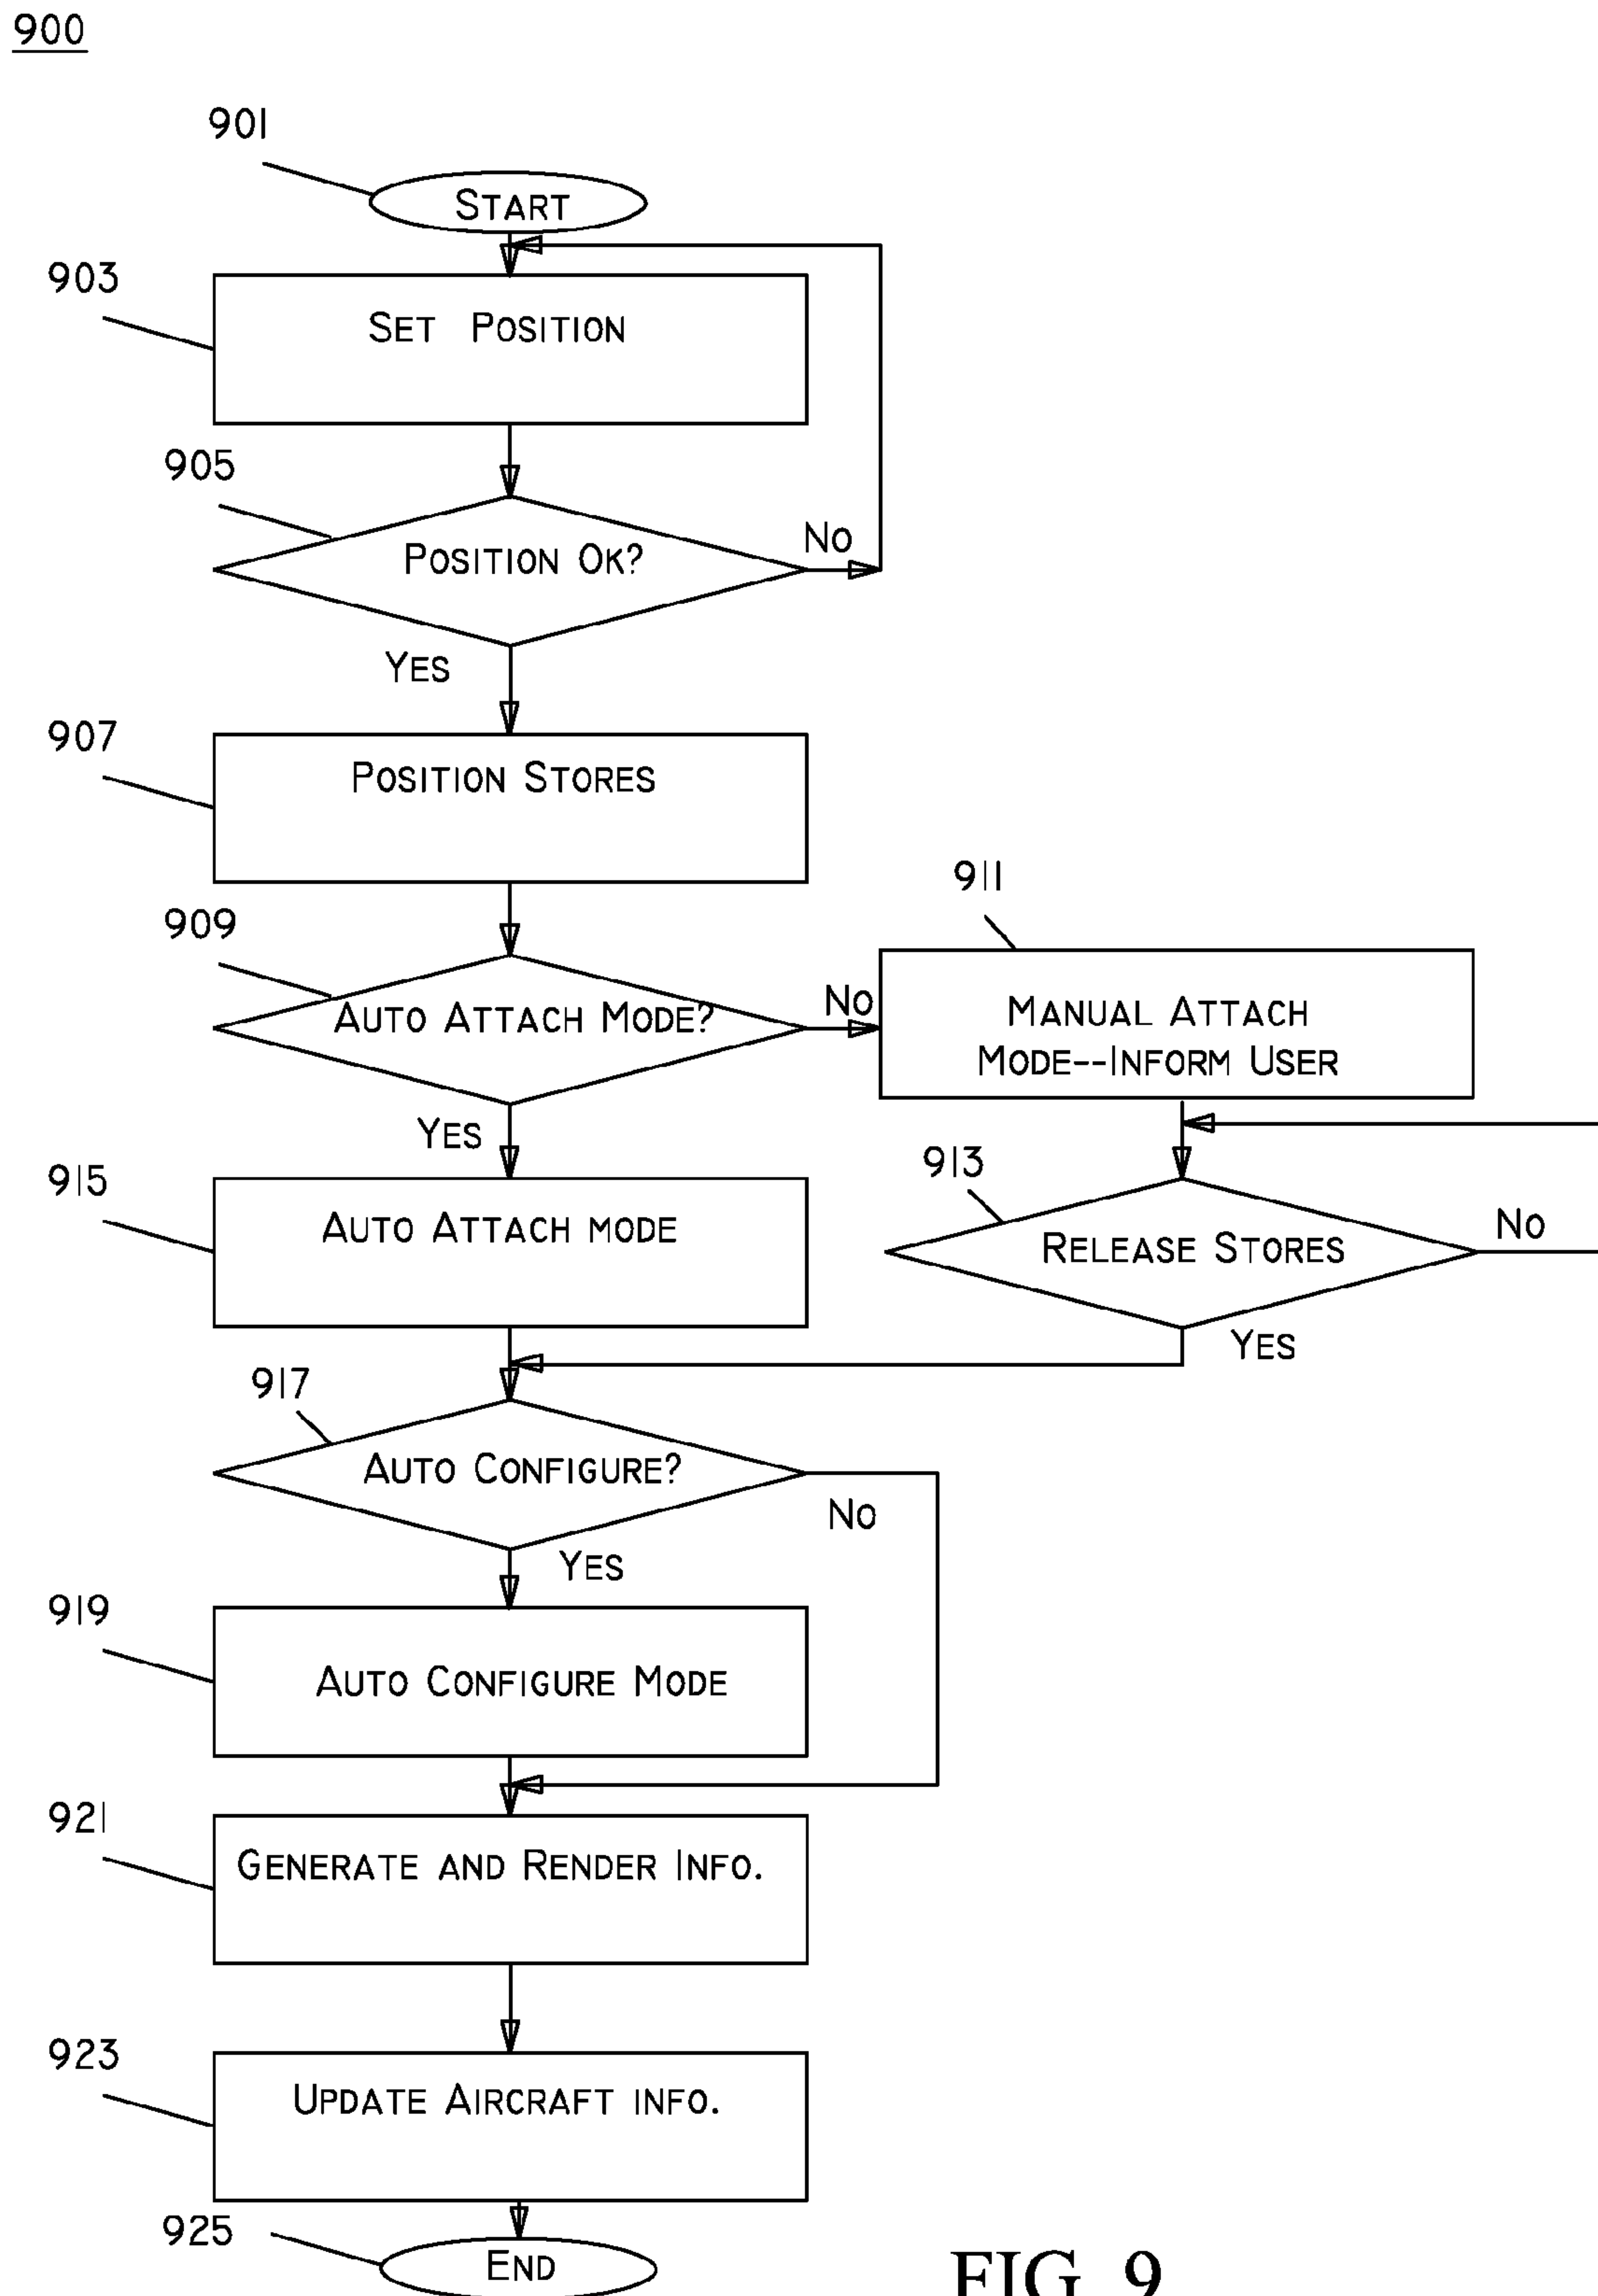 900
901
START
903
SET POSITION
905
POSITION OK?
NO
YES
907
POSITION STORES
909
AUTO ATTACH MODE?
NO
911
MANUAL ATTACH
MODE--INFORM USER
YES
913
RELEASE STORES
NO
YES
915
AUTO ATTACH MODE
917
AUTO CONFIGURE?
NO
YES
919
AUTO CONFIGURE MODE
921
GENERATE AND RENDER INFO.
923
UPDATE AIRCRAFT INFO.
925
END
FIG. 9